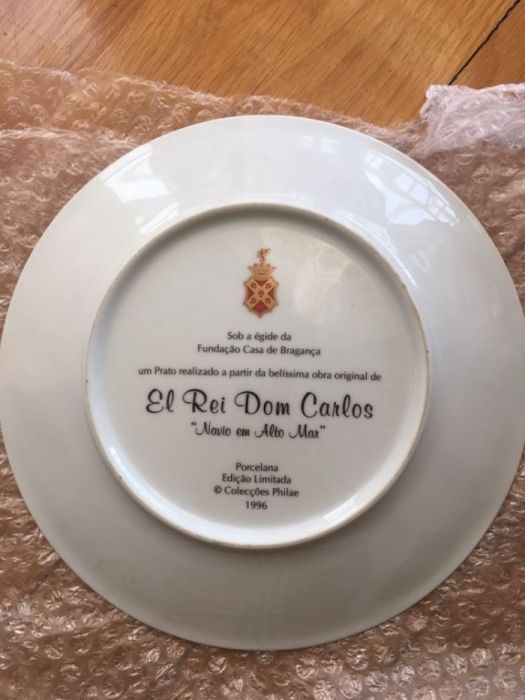 Sob a égide da
Fundação Casa de Bragança
um Prato realizado a partir da belíssima obra original de
El Rei Dom Carlos
"Navio em Alto Mar"
Porcelana
Edição Limitada
© Colecções Philae
1996